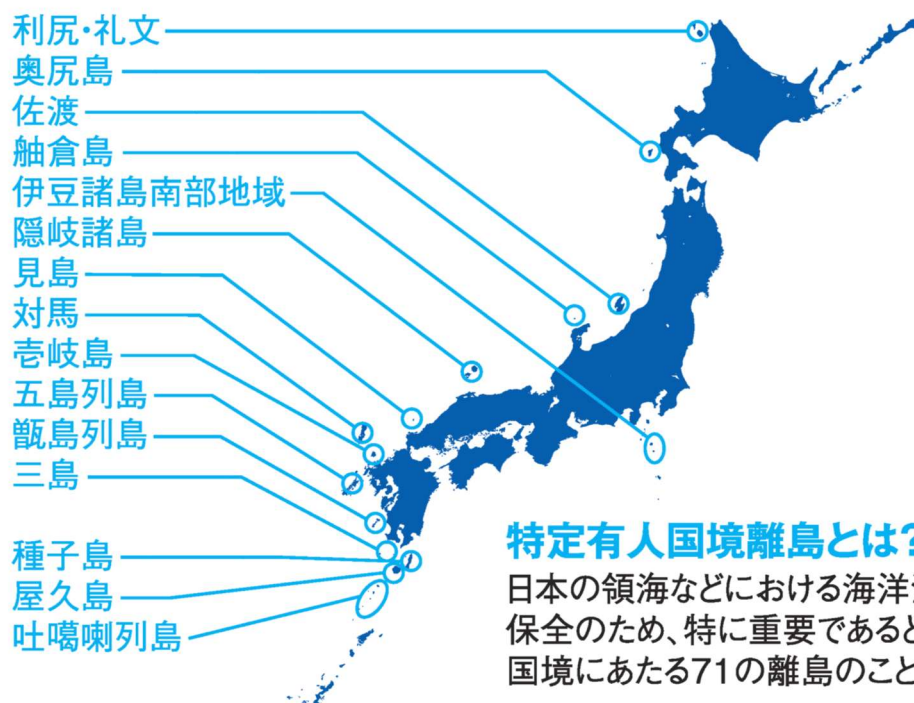 利尻・礼文
奥尻島
佐渡
舳倉島
伊豆諸島南部地域
隠岐諸島
見島
対馬
壱岐島
五島列島
甑島列島
三島
種子島
屋久島
吐噶喇列島
特定有人国境離島とは?
日本の領海などにおける海洋
保全のため、特に重要であると
国境にあたる71の離島のこと